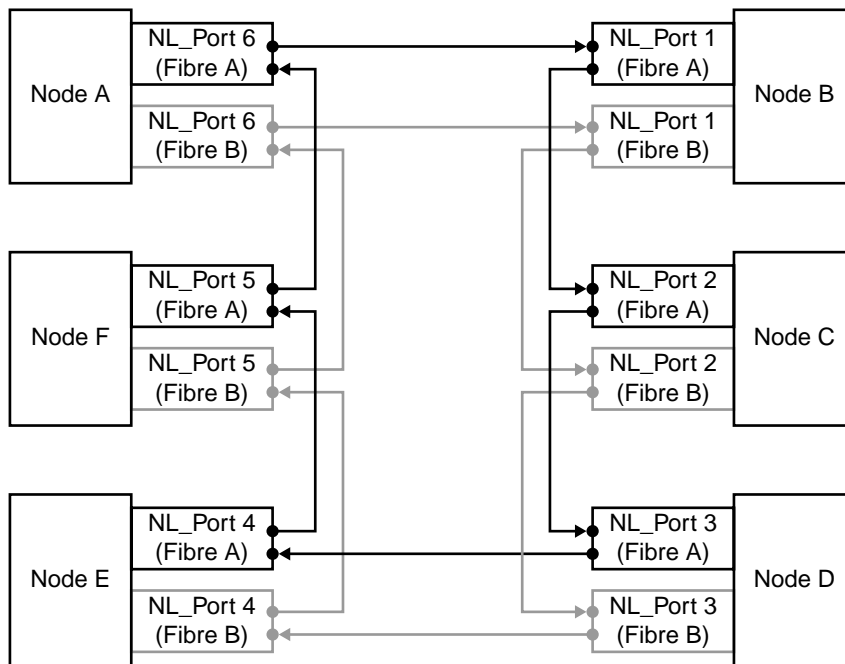 NL_Port 6
(Fibre A)
Node A
NL_Port 6
(Fibre B)
NL_Port 1
(Fibre A)
Node B
NL_Port 1
(Fibre B)
NL_Port 5
(Fibre A)
Node F
NL_Port 5
(Fibre B)
NL_Port 2
(Fibre A)
Node C
NL_Port 2
(Fibre B)
NL_Port 4
(Fibre A)
Node E
NL_Port 4
(Fibre B)
NL_Port 3
(Fibre A)
Node D
NL_Port 3
(Fibre B)